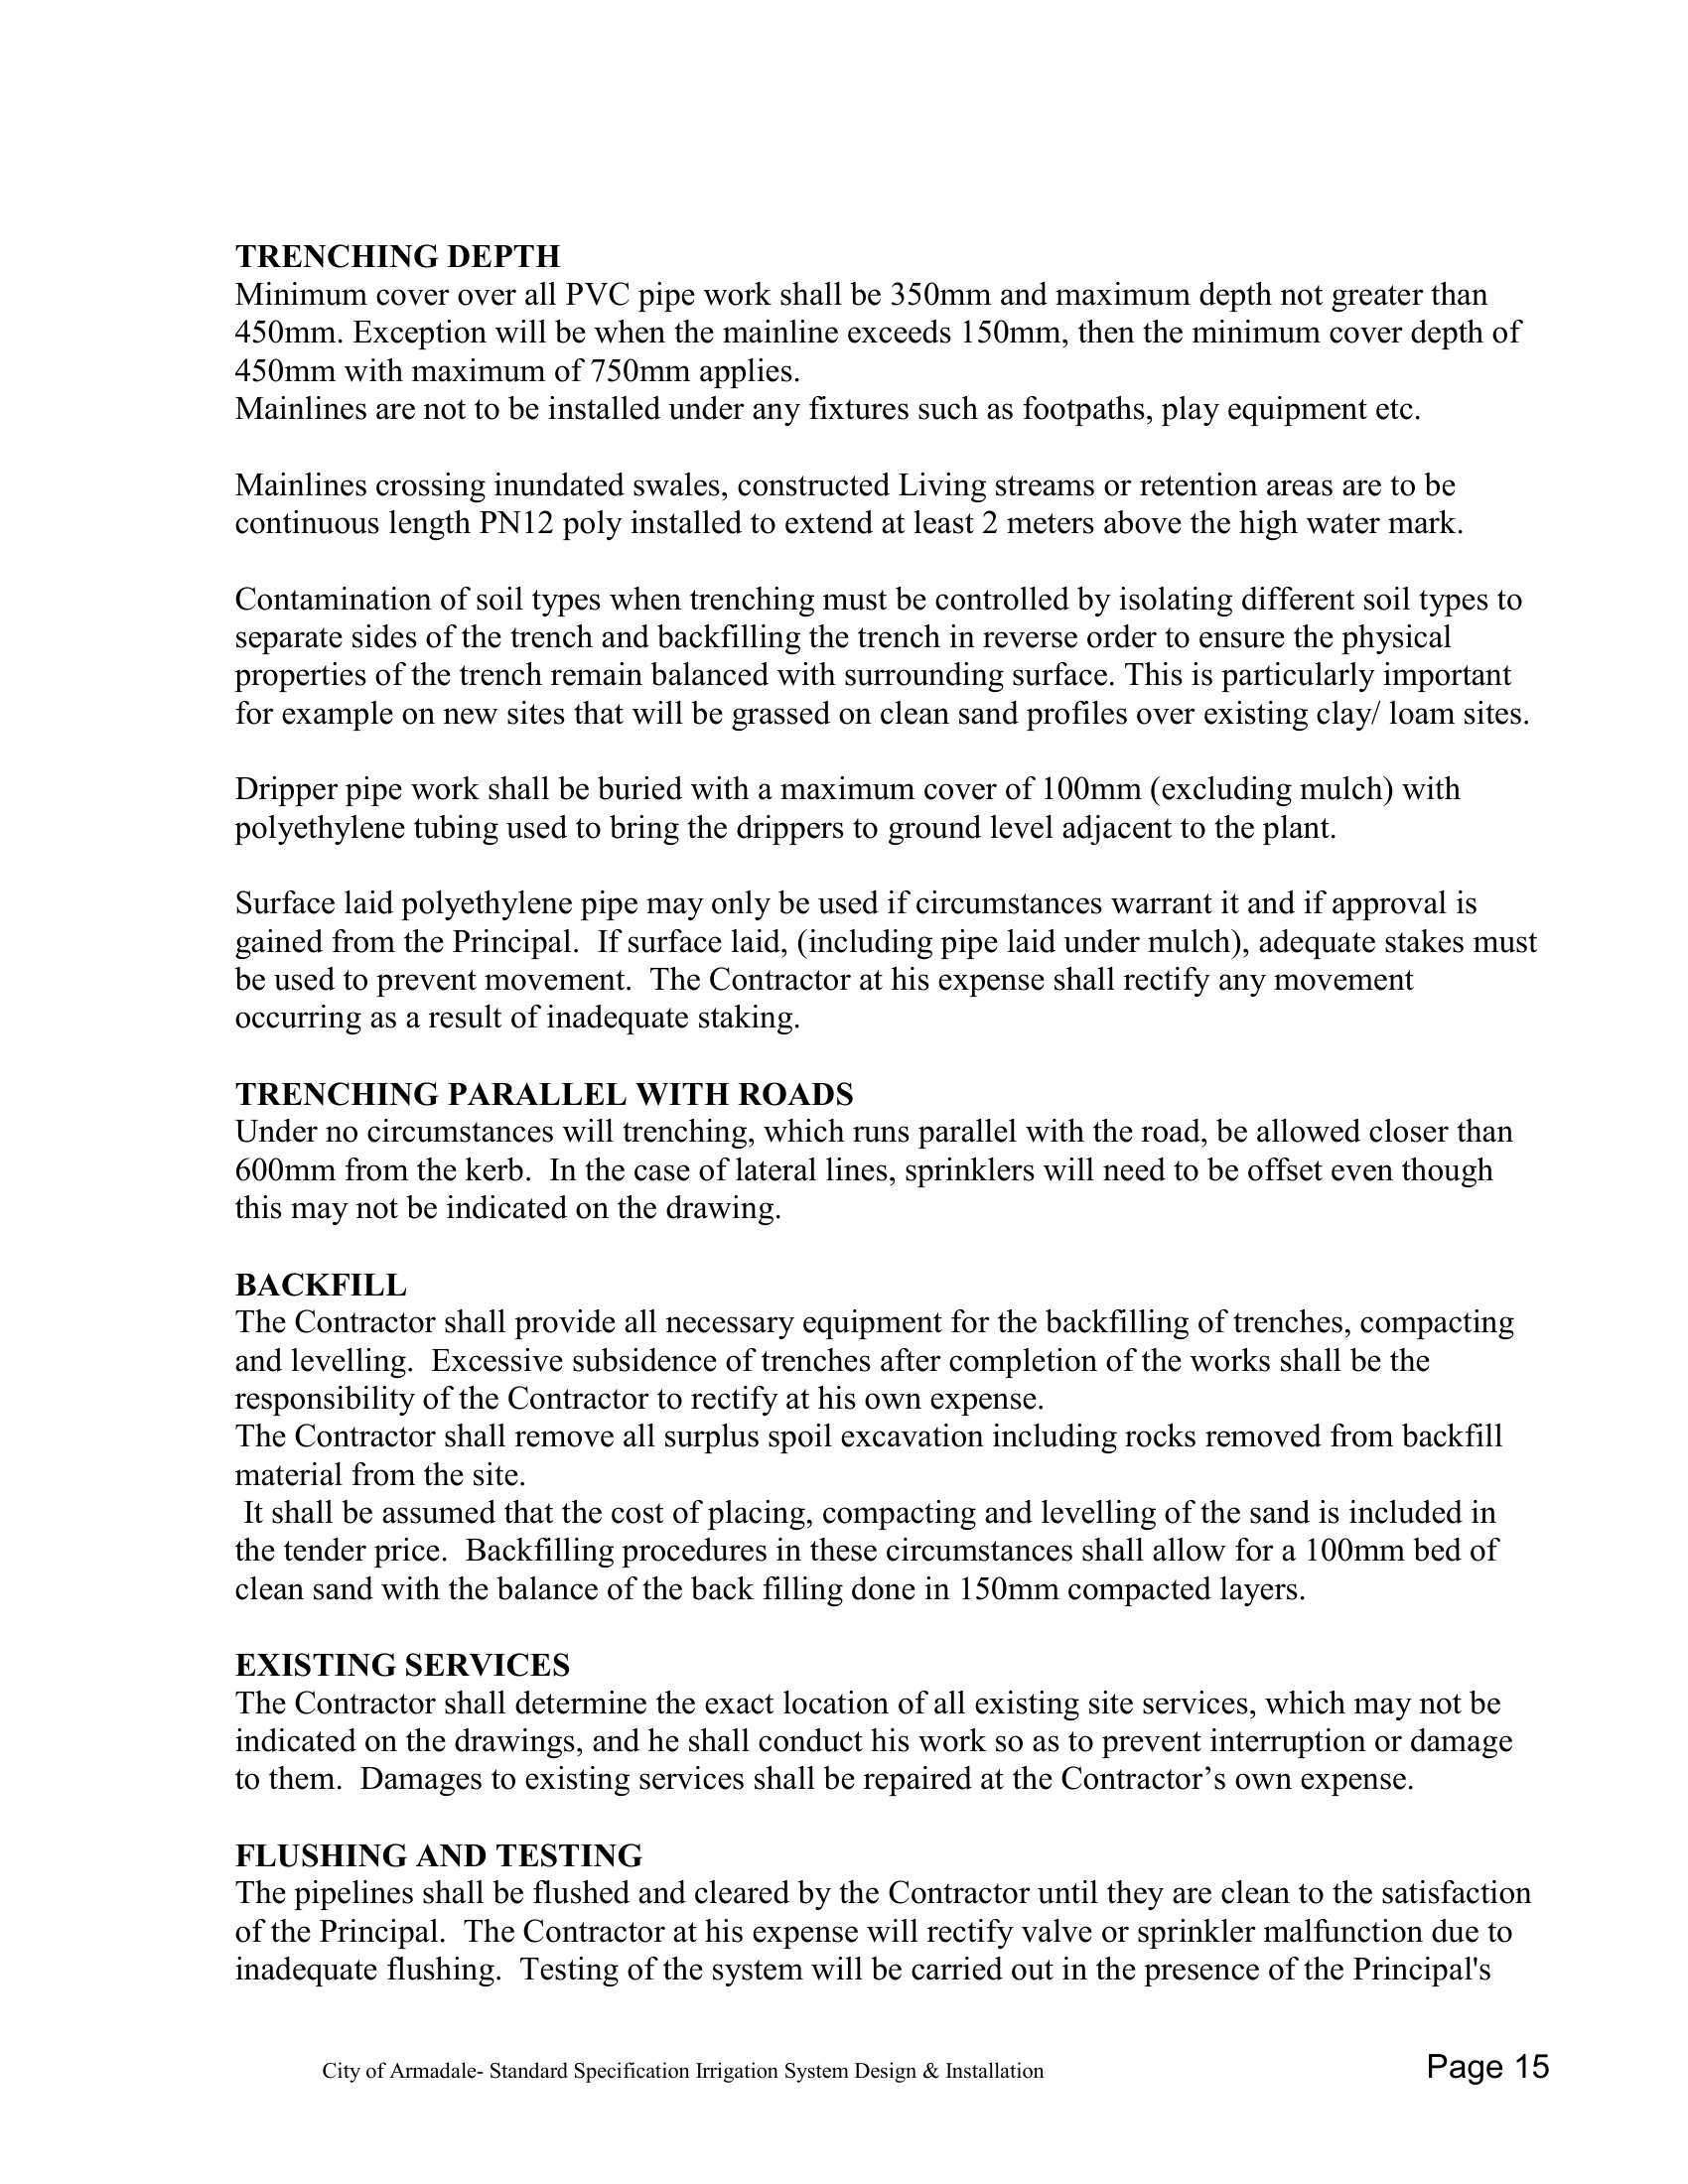 TRENCHING DEPTH
Minimum cover over all PVC pipe work shall be 350mm and maximum depth not greater than
450mm. Exception will be when the mainline exceeds 150mm, then the minimum cover depth of
450mm with maximum of 750mm applies.
Mainlines are not to be installed under any fixtures such as footpaths, play equipment etc.
Mainlines crossing inundated swales, constructed Living streams or retention areas are to be
continuous length PN12 poly installed to extend at least 2 meters above the high water mark.
Contamination of soil types when trenching must be controlled by isolating different soil types to
separate sides of the trench and backfilling the trench in reverse order to ensure the physical
properties of the trench remain balanced with surrounding surface. This is particularly important
for example on new sites that will be grassed on clean sand profiles over existing clay/ loam sites.
Dripper pipe work shall be buried with a maximum cover of 100mm (excluding mulch) with
polyethylene tubing used to bring the drippers to ground level adjacent to the plant.
Surface laid polyethylene pipe may only be used if circumstances warrant it and if approval is
gained from the Principal.  If surface laid, (including pipe laid under mulch), adequate stakes must
be used to prevent movement.  The Contractor at his expense shall rectify any movement
occurring as a result of inadequate staking.
TRENCHING PARALLEL WITH ROADS
Under no circumstances will trenching, which runs parallel with the road, be allowed closer than
600mm from the kerb.  In the case of lateral lines, sprinklers will need to be offset even though
this may not be indicated on the drawing.
BACKFILL
The Contractor shall provide all necessary equipment for the backfilling of trenches, compacting
and levelling.  Excessive subsidence of trenches after completion of the works shall be the
responsibility of the Contractor to rectify at his own expense.
The Contractor shall remove all surplus spoil excavation including rocks removed from backfill
material from the site.
It shall be assumed that the cost of placing, compacting and levelling of the sand is included in
the tender price.  Backfilling procedures in these circumstances shall allow for a 100mm bed of
clean sand with the balance of the back filling done in 150mm compacted layers.
EXISTING SERVICES
The Contractor shall determine the exact location of all existing site services, which may not be
indicated on the drawings, and he shall conduct his work so as to prevent interruption or damage
to them.  Damages to existing services shall be repaired at the Contractor’s own expense.
FLUSHING AND TESTING
The pipelines shall be flushed and cleared by the Contractor until they are clean to the satisfaction
of the Principal.  The Contractor at his expense will rectify valve or sprinkler malfunction due to
inadequate flushing.  Testing of the system will be carried out in the presence of the Principal's
City of Armadale- Standard Specification Irrigation System Design & Installation Page 15